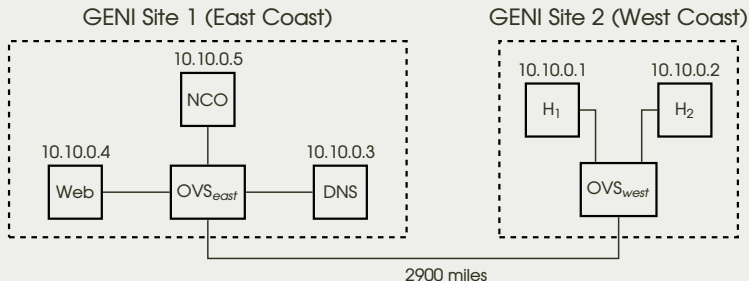 GENI Site 1 (East Coast)
GENI Site 2 (West Coast)
10.10.0.5
NCO
10.10.0.4
Web
OVSeast
10.10.0.3
DNS
10.10.0.1
H1
10.10.0.2
H2
OVSwest
2900 miles